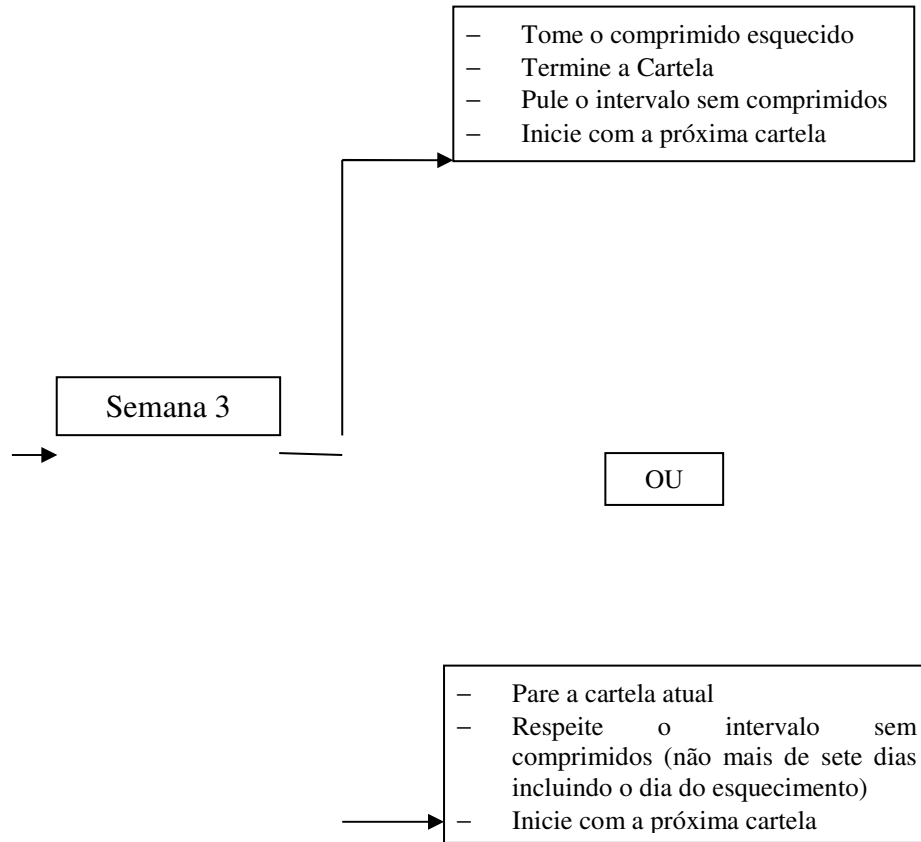 – Tome o comprimido esquecido
– Termine a Cartela
– Pule o intervalo sem comprimidos
– Inicie com a próxima cartela
Semana 3
OU
– Pare a cartela atual
– Respeite o intervalo sem
comprimidos (não mais de sete dias
incluindo o dia do esquecimento)
– Inicie com a próxima cartela